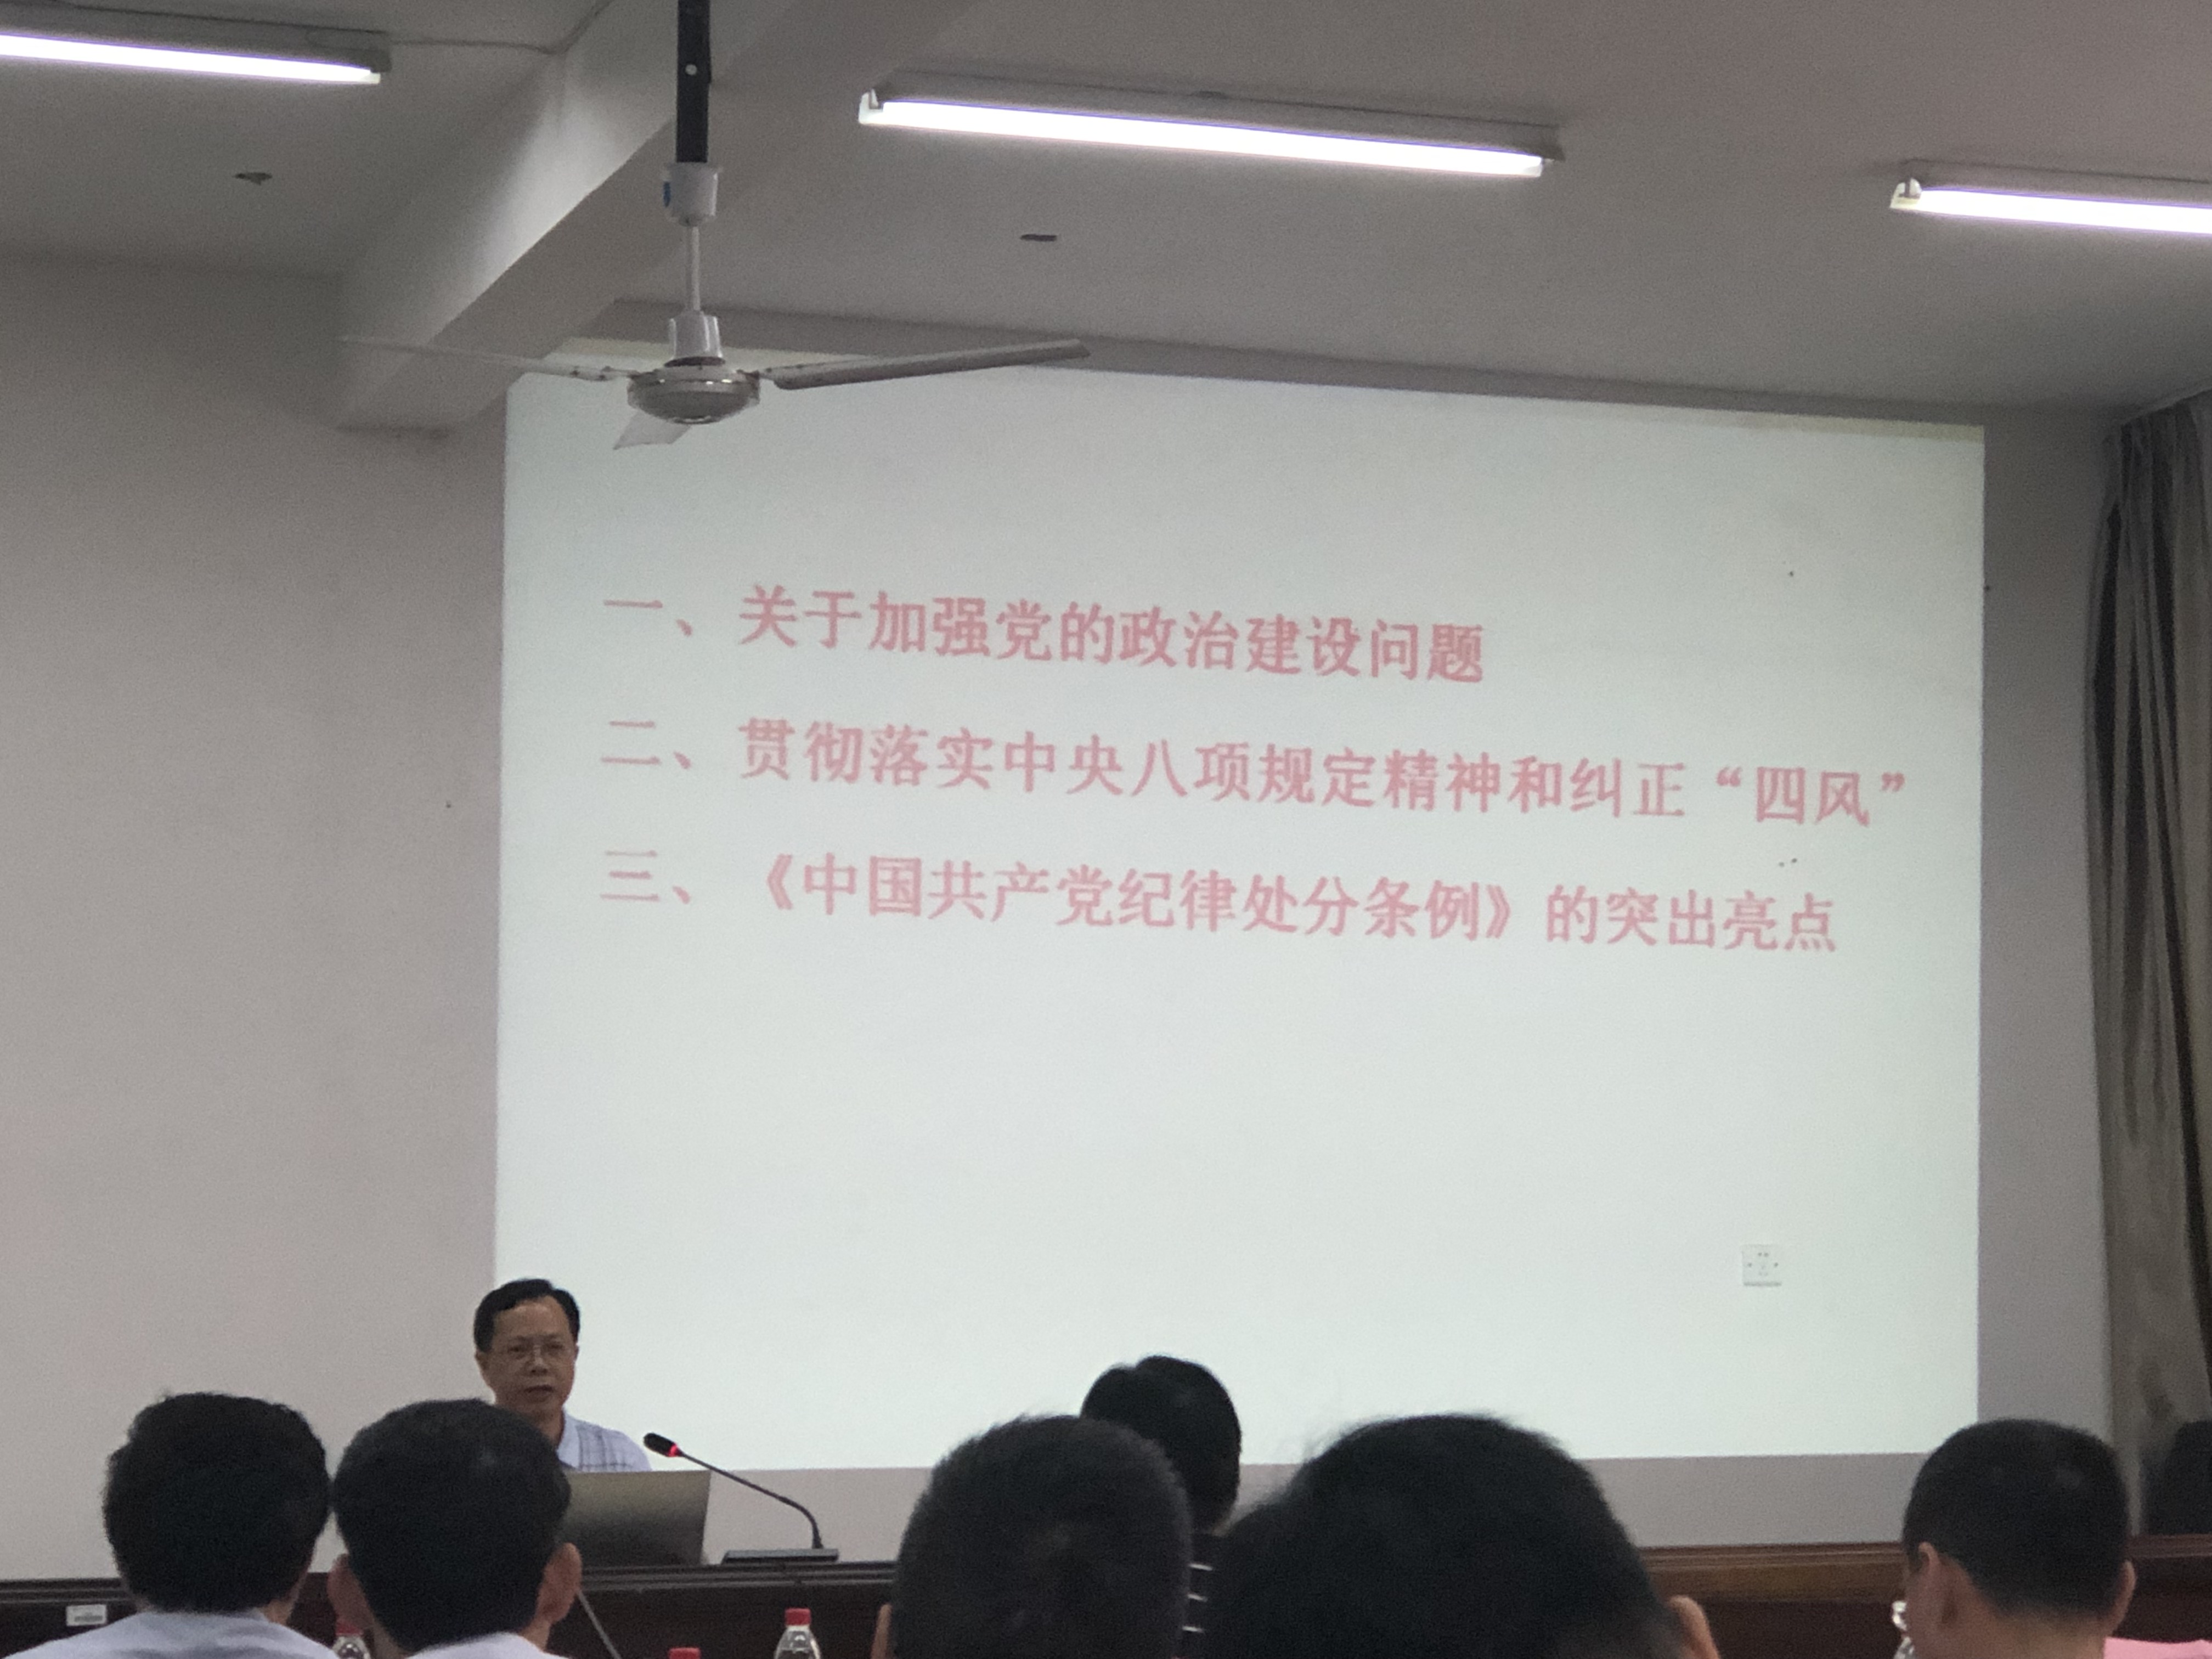 一、关于加强党的政治建设问题
二、贯彻落实中央八项规定精神和纠正“四风”
三、《中国共产党纪律处分条例》的突出亮点